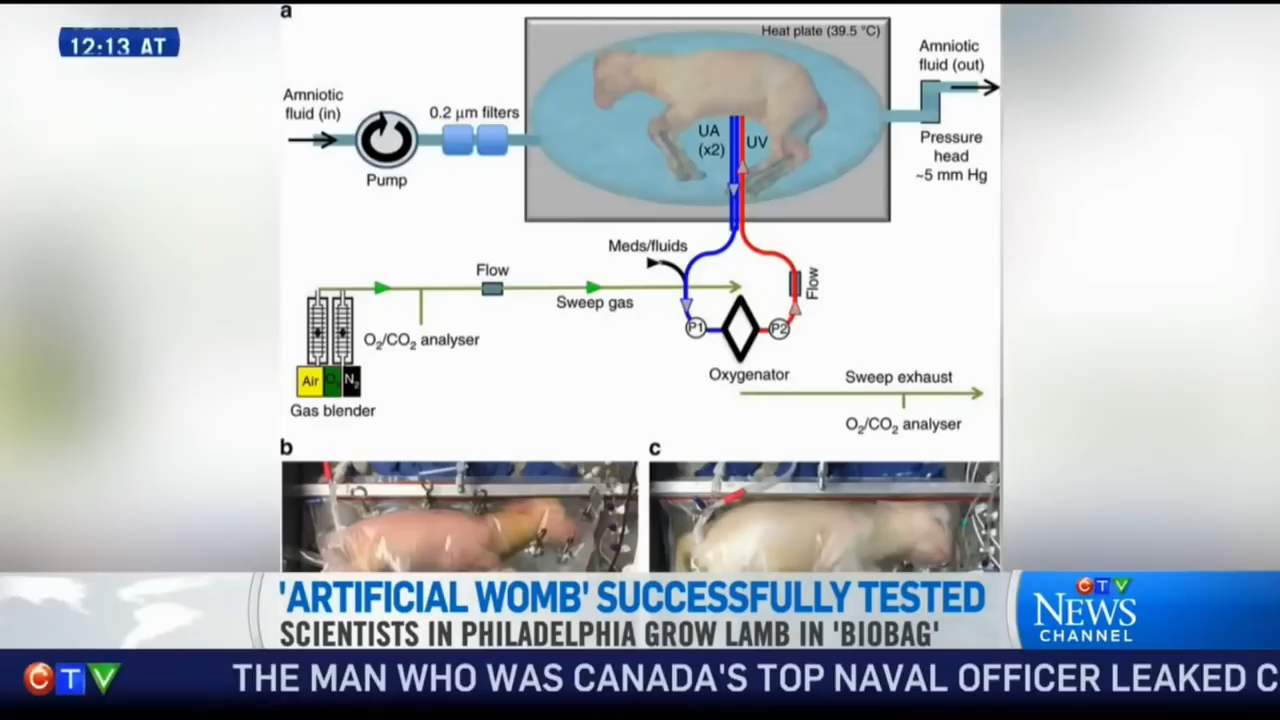 12:13 AT
a
Heat plate (39.5 °C)
Amniotic
fluid (out)
Amniotic
fluid (in)
0.2 μm filters
Pump
UA
(x2)
UV
Pressure
head
~5 mm Hg
Meds/fluids
Flow
Flow
Sweep gas
P1
P2
O₂/CO₂ analyser
Oxygenator
Air
N₂
Gas blender
Sweep exhaust
O₂/CO₂ analyser
b
c
'ARTIFICIAL WOMB' SUCCESSFULLY TESTED
SCIENTISTS IN PHILADELPHIA GROW LAMB IN 'BIOBAG'
CTV
NEWS
CHANNEL
CTV
THE MAN WHO WAS CANADA'S TOP NAVAL OFFICER LEAKED C